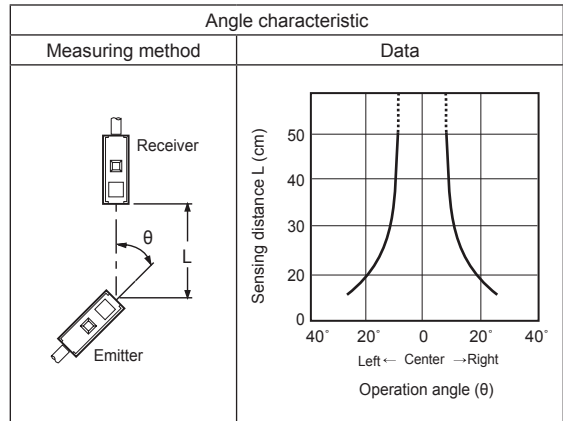 Angle characteristic
Measuring method
Data
Receiver
θ
L
Emitter
Sensing distance L (cm)
50
40
30
20
0
40˚ 20˚ 0 20˚ 40˚
Left ← Center →Right
Operation angle (θ)